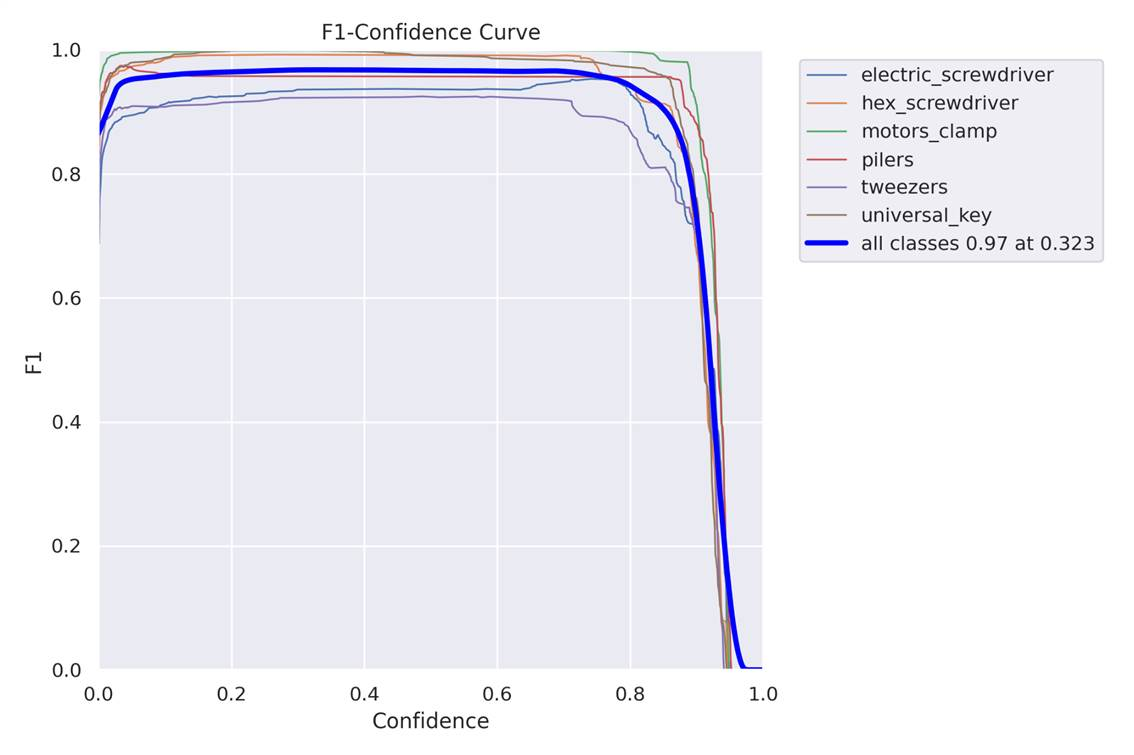 F1-Confidence Curve
1.0
0.8
0.6
0.4
0.2
0.0
F1
0.0 0.2 0.4 0.6 0.8 1.0
Confidence
electric_screwdriver
hex_screwdriver
motors_clamp
pilers
tweezers
universal_key
all classes 0.97 at 0.323